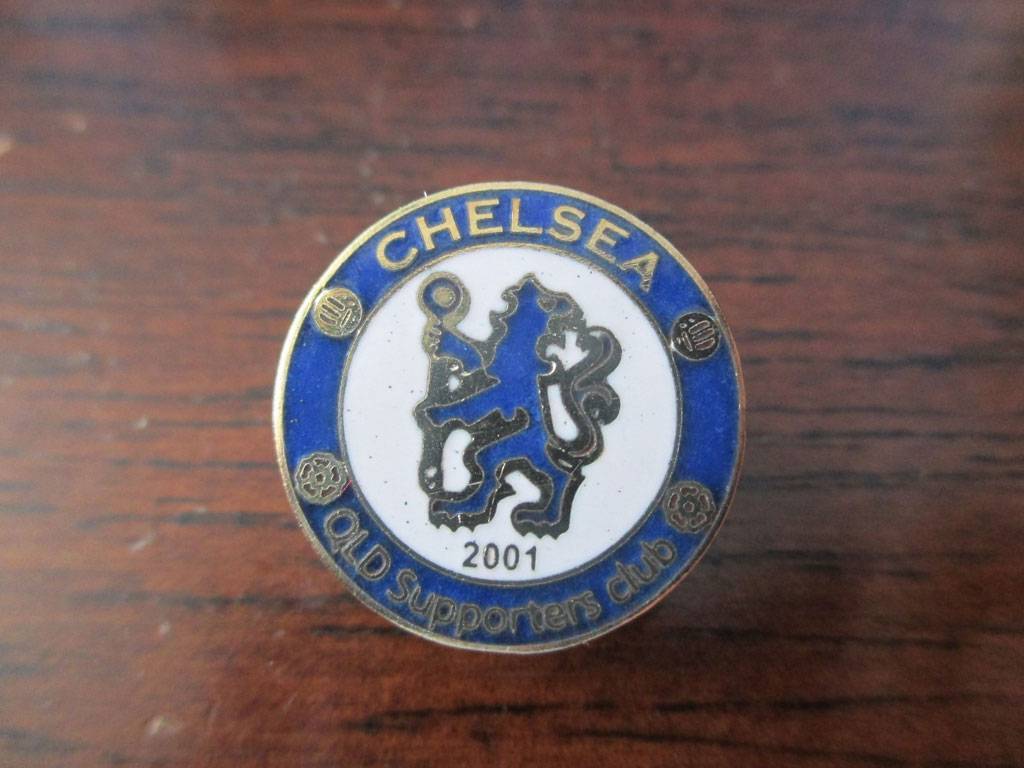 CHELSEA
2001
QLD Supporters club